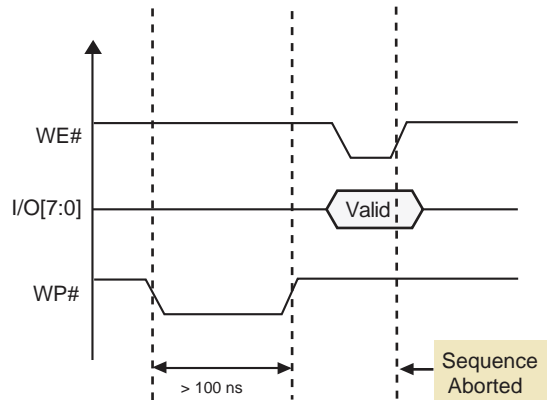 WE#
I/O[7:0]
Valid
WP#
> 100 ns
Sequence
Aborted